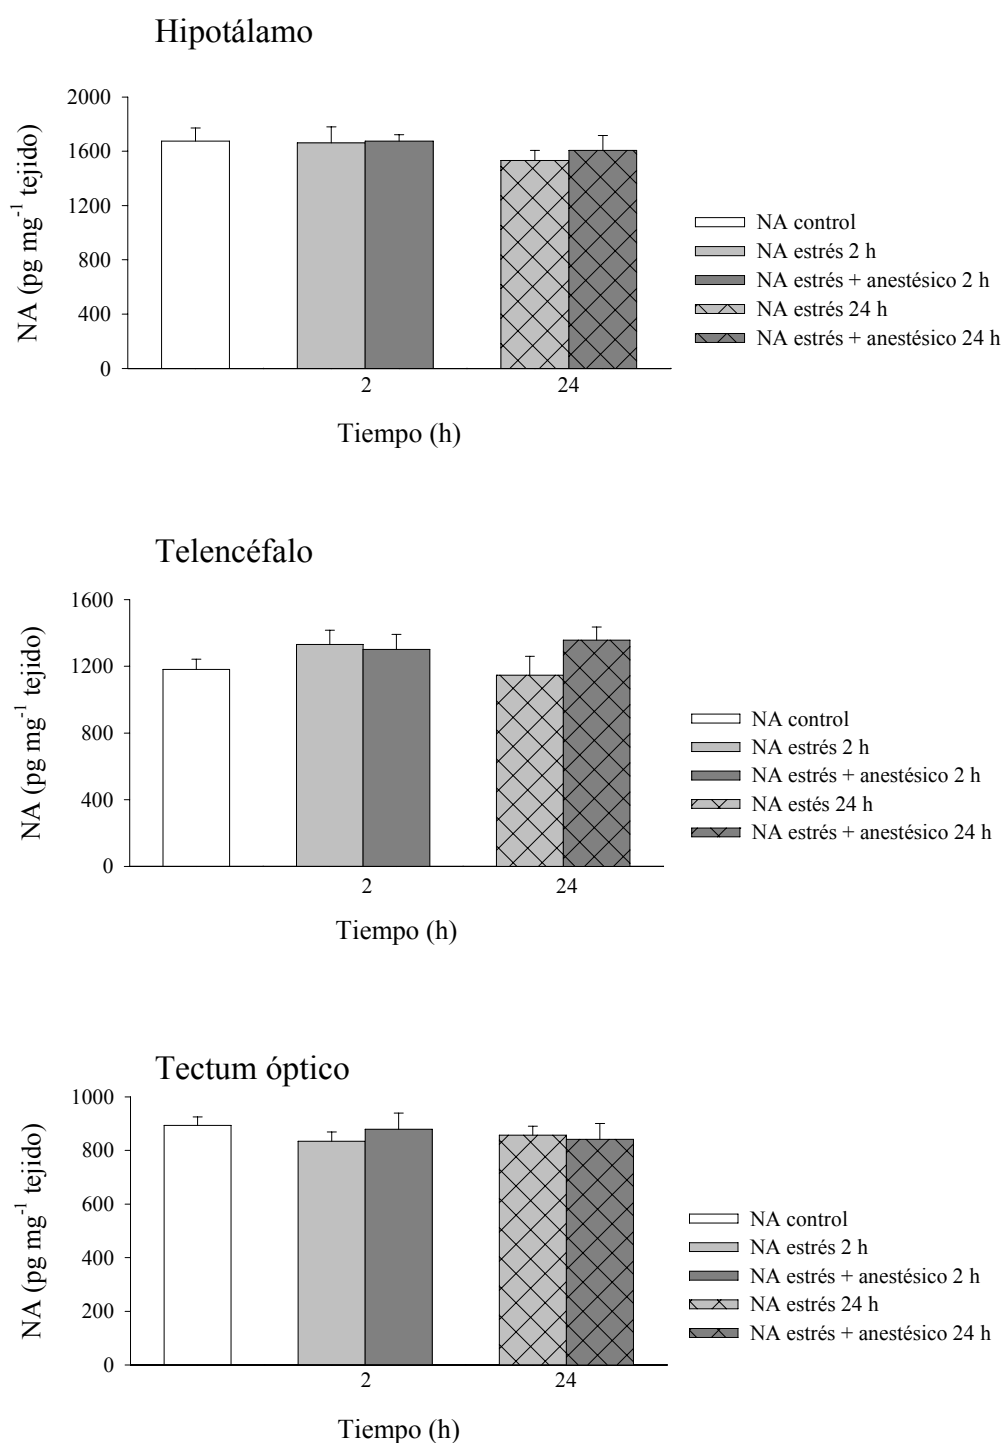 Hipotálamo
NA (pg mg-1 tejido)
2000
1600
1200
800
400
0
2
24
Tiempo (h)
NA control
NA estrés 2 h
NA estrés + anestésico 2 h
NA estrés 24 h
NA estrés + anestésico 24 h
Telencéfalo
NA (pg mg-1 tejido)
1600
1200
800
400
0
2
24
Tiempo (h)
NA control
NA estrés 2 h
NA estrés + anestésico 2 h
NA estés 24 h
NA estrés + anestésico 24 h
Tectum óptico
NA (pg mg-1 tejido)
1000
800
600
400
200
0
2
24
Tiempo (h)
NA control
NA estrés 2 h
NA estrés + anestésico 2 h
NA estrés 24 h
NA estrés + anestésico 24 h